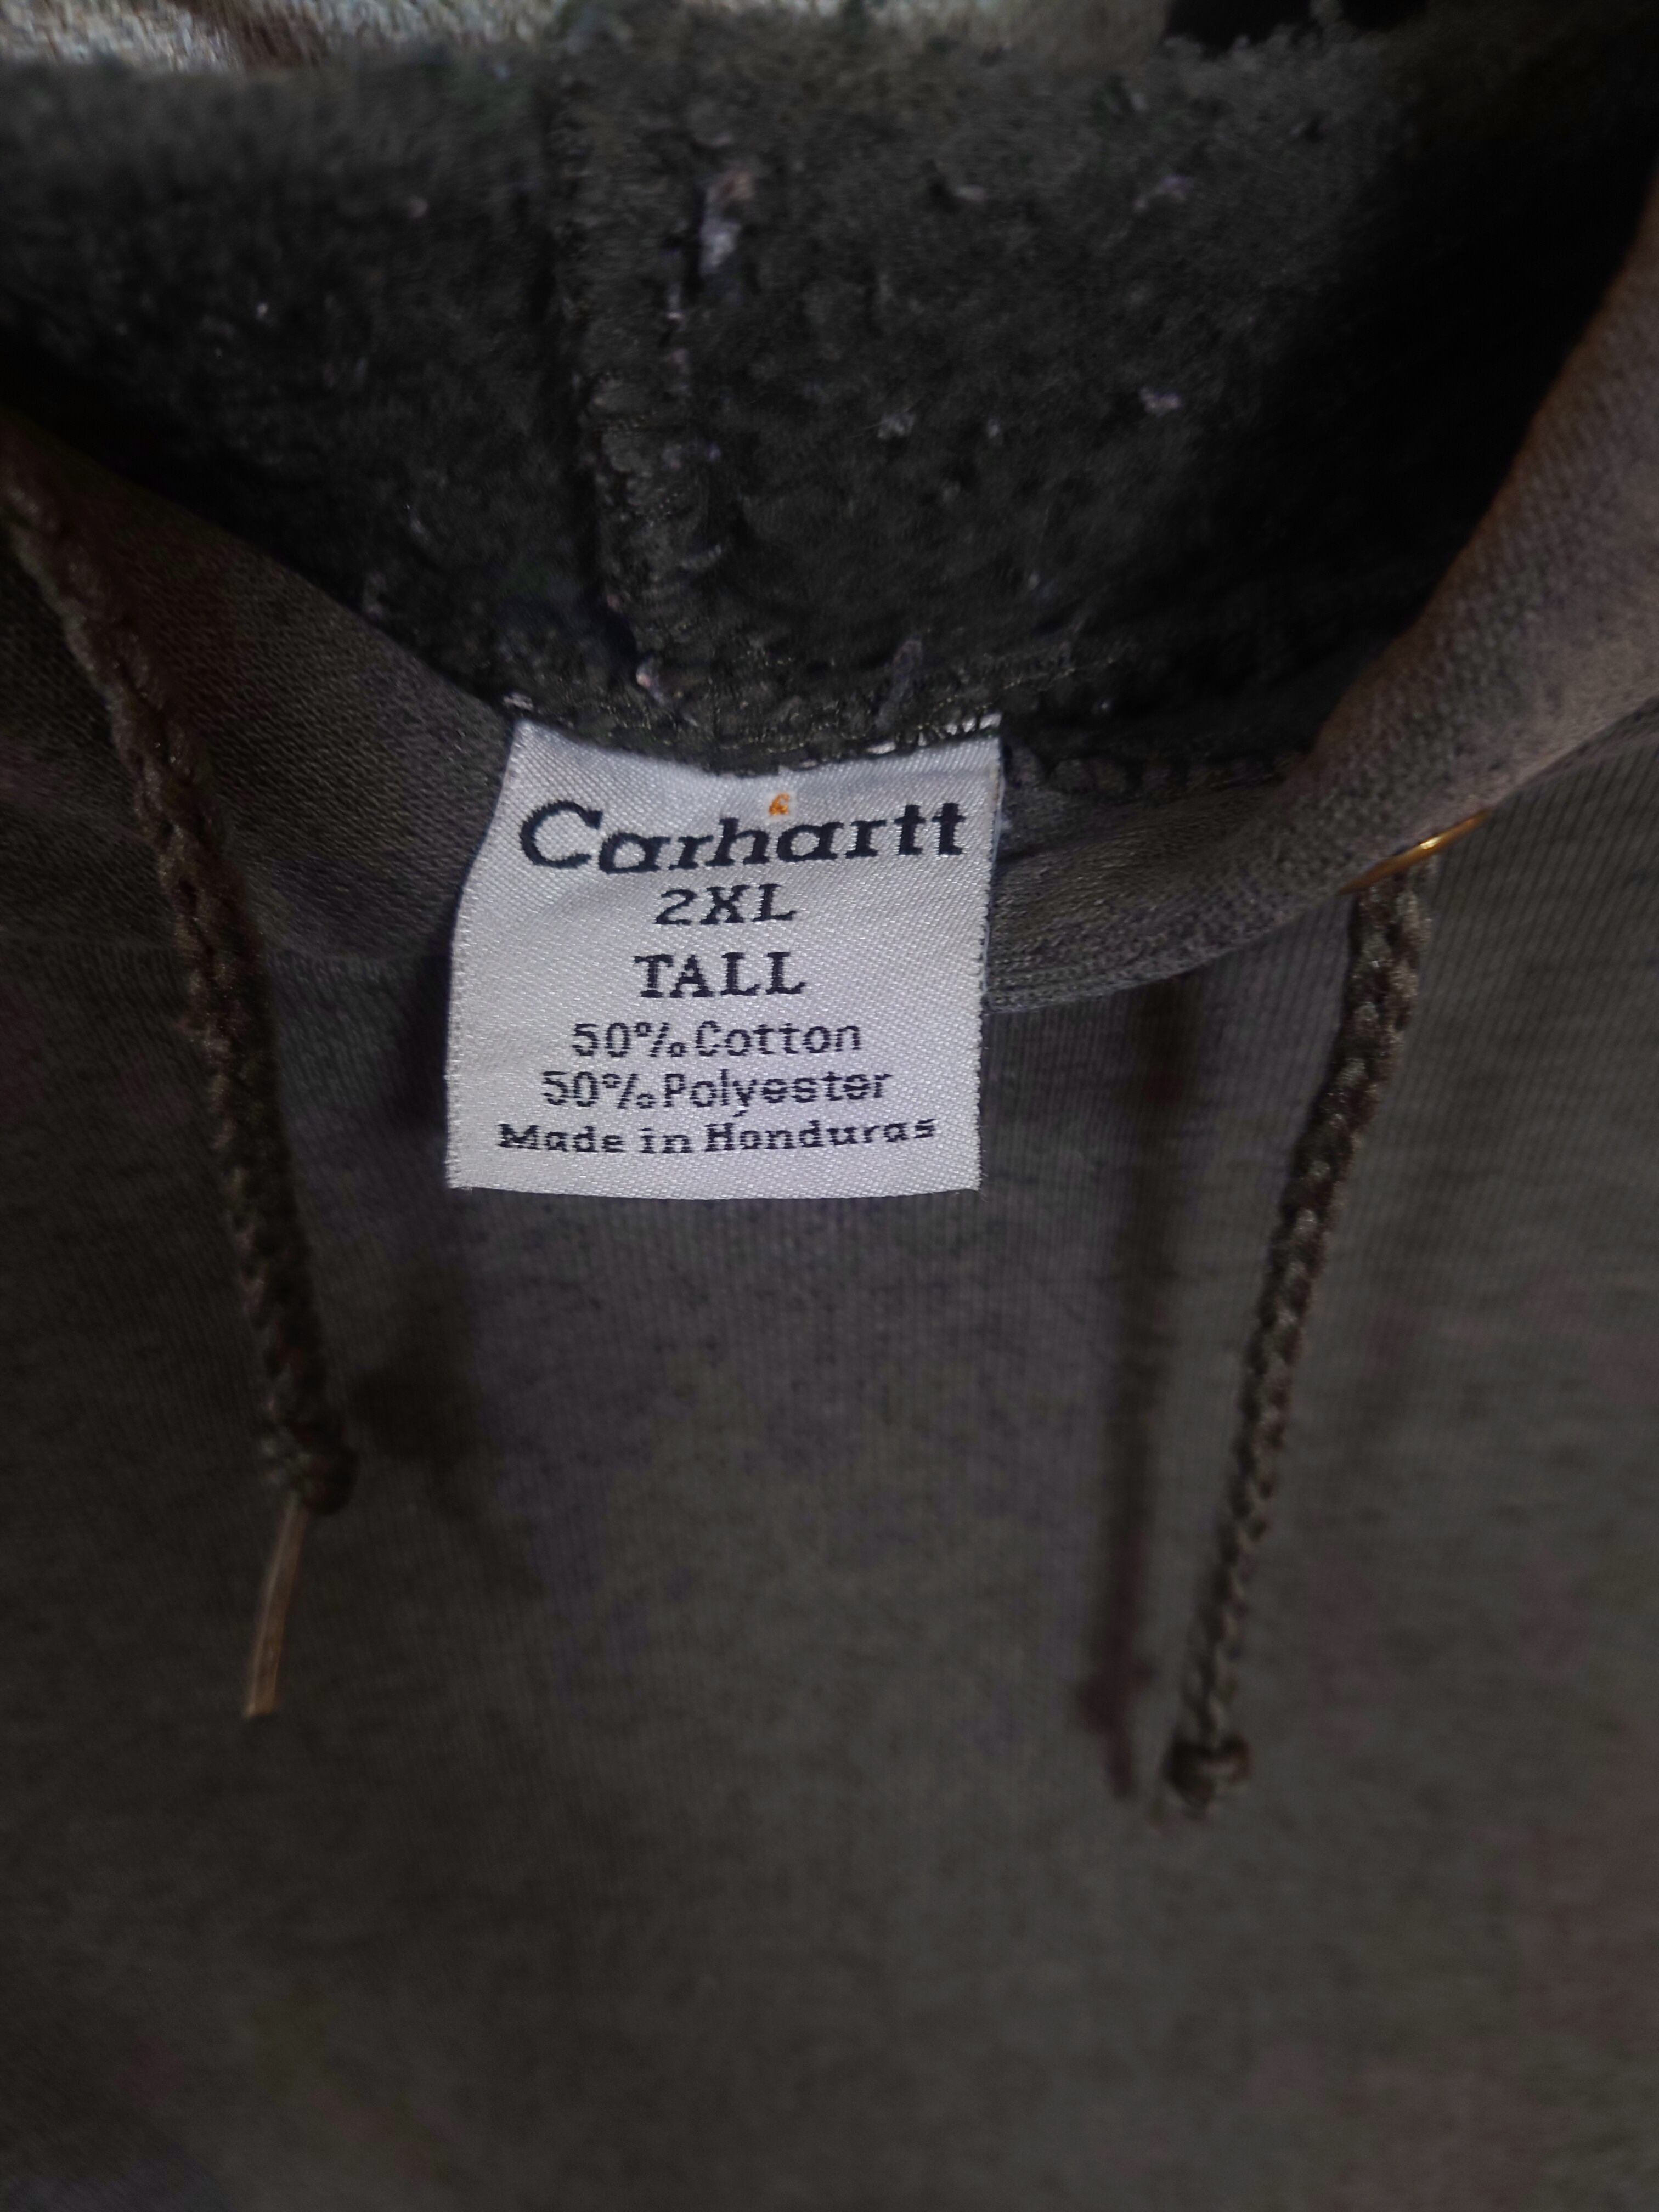 Carhartt
2XL
TALL
50% Cotton
50% Polyester
Made in Honduras